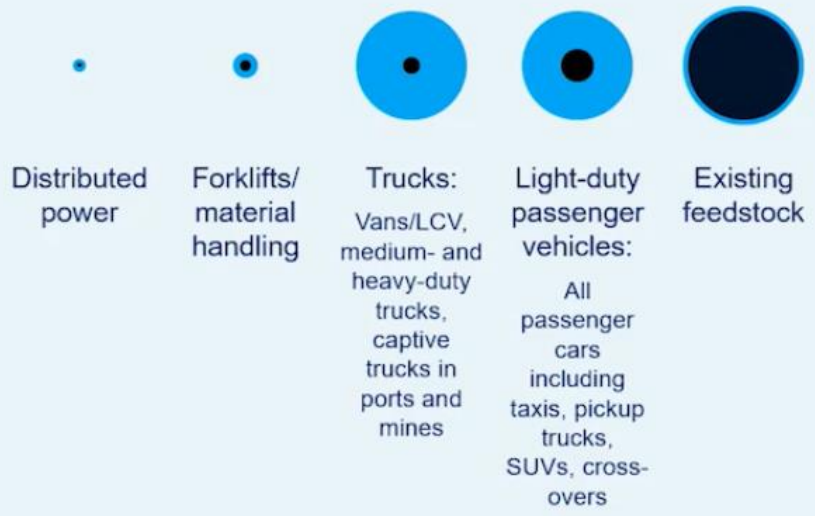 Distributed
power
Forklifts/
material
handling
Trucks:
Vans/LCV,
medium- and
heavy-duty
trucks,
captive
trucks in
ports and
mines
Light-duty
passenger
vehicles:
All
passenger
cars
including
taxis, pickup
trucks,
SUVs, cross-
overs
Existing
feedstock